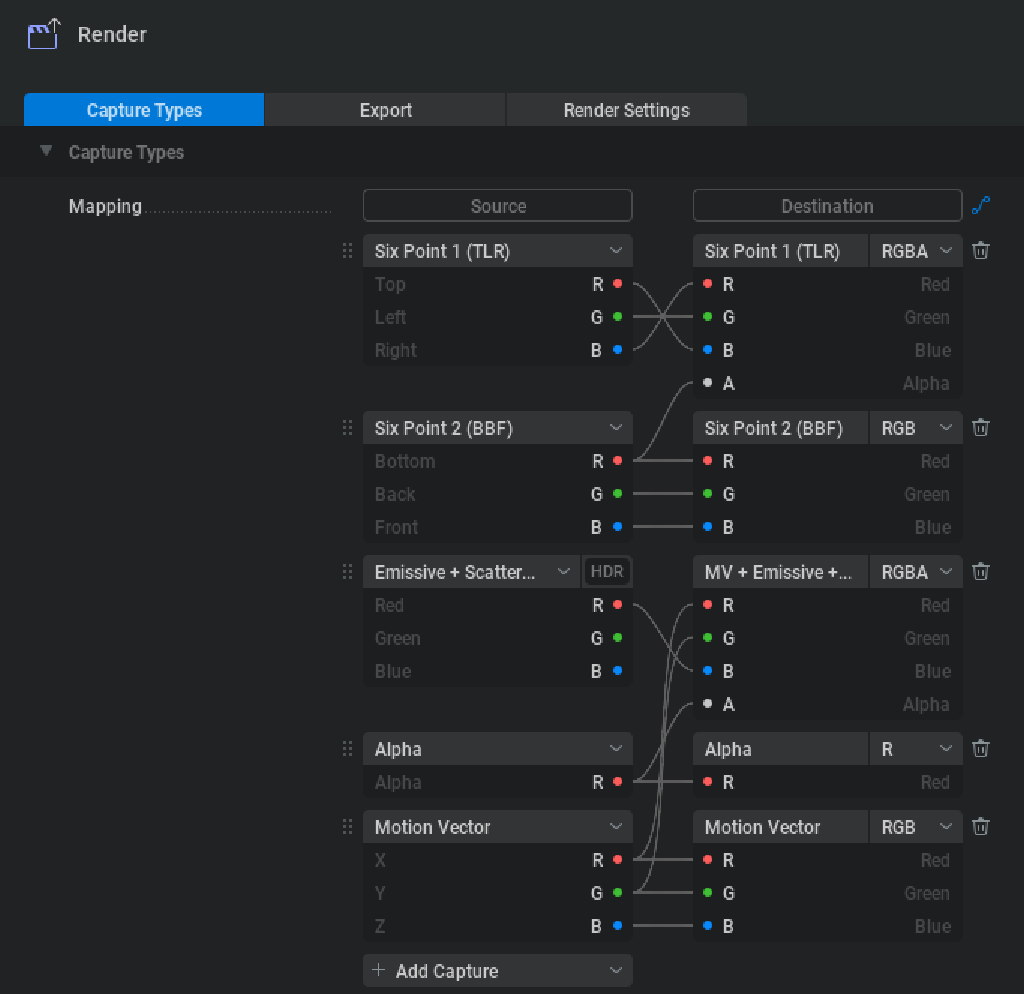 Render
Capture Types Export Render Settings
Capture Types
Mapping Source Destination
Six Point 1 (TLR) Six Point 1 (TLR) RGBA
Top R R Red
Left G G Green
Right B B Blue
A Alpha
Six Point 2 (BBF) Six Point 2 (BBF) RGB
Bottom R R Red
Back G G Green
Front B B Blue
Emissive + Scatter... HDR MV + Emissive +... RGBA
Red R R Red
Green G G Green
Blue B B Blue
A Alpha
Alpha Alpha R
Alpha R R Red
Motion Vector Motion Vector RGB
X R R Red
Y G G Green
Z B B Blue
+ Add Capture